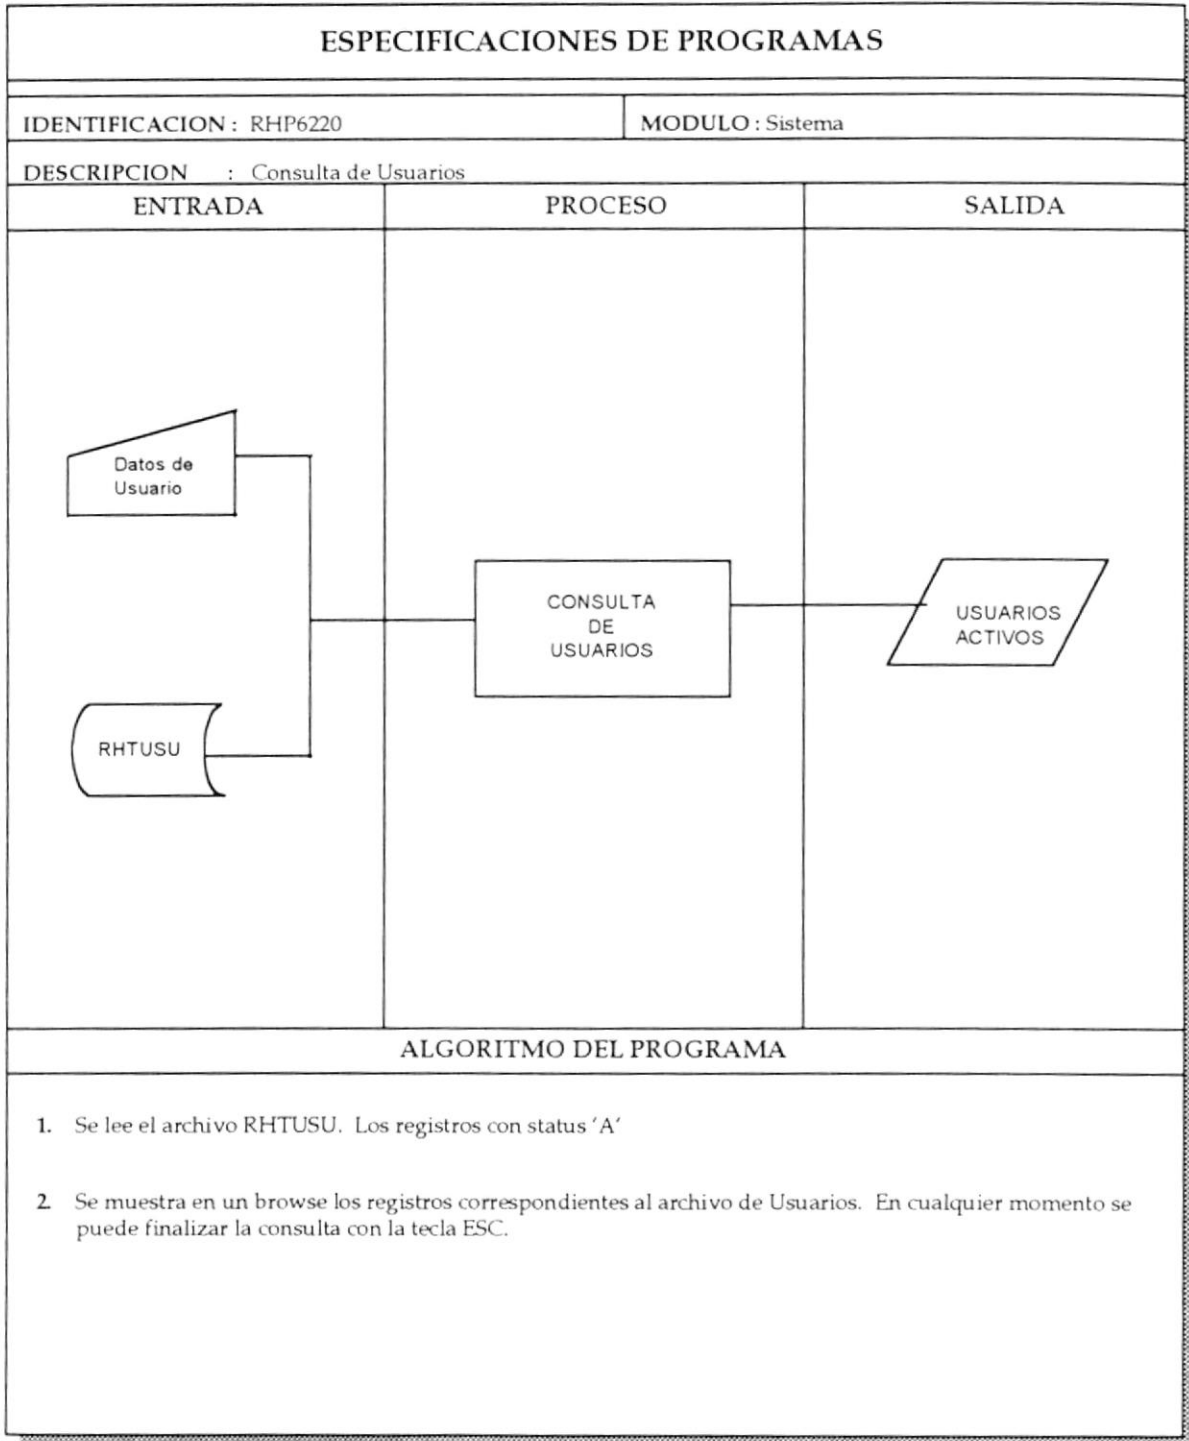 ESPECIFICACIONES DE PROGRAMAS
IDENTIFICACION : RHP6220
MODULO : Sistema
DESCRIPCION : Consulta de Usuarios
ENTRADA
PROCESO
SALIDA
Datos de
Usuario
CONSULTA
DE
USUARIOS
USUARIOS
ACTIVOS
RHTUSU
ALGORITMO DEL PROGRAMA
1. Se lee el archivo RHTUSU. Los registros con status 'A'
2. Se muestra en un browse los registros correspondientes al archivo de Usuarios. En cualquier momento se
puede finalizar la consulta con la tecla ESC.